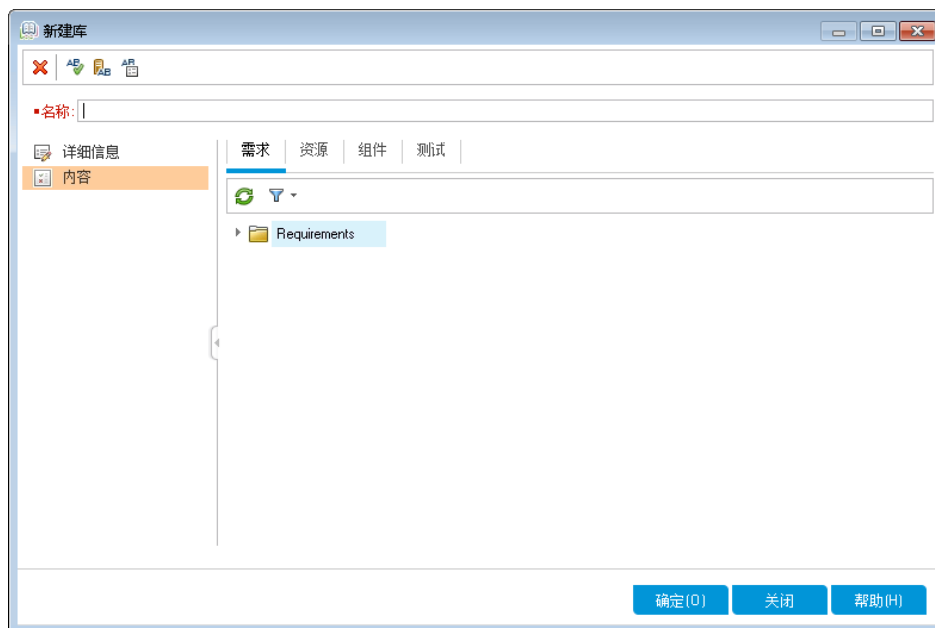 新建库
名称:
详细信息
内容
需求 资源 组件 测试
Requirements
确定(O) 关闭 帮助(H)